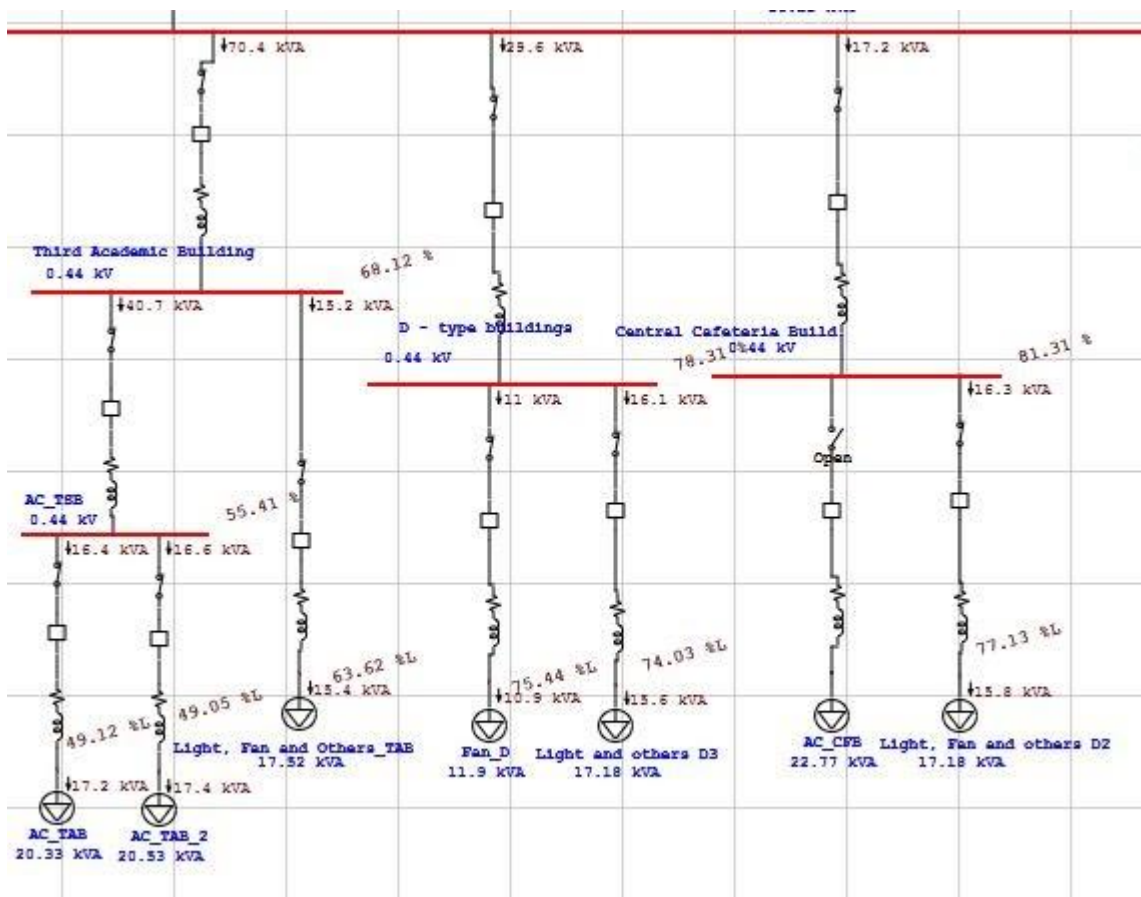 70.4 kVA
29.6 kVA
17.2 kVA
Third Academic Building
0.44 kV
68.12 %
40.7 kVA
15.2 kVA
D - type buildings
0.44 kV
78.31 %
Central Cafeteria Build
0.44 kV
81.31 %
11 kVA
16.1 kVA
16.3 kVA
Open
AC_TSB
0.44 kV
55.41 %
16.4 kVA
16.6 kVA
49.12 %L
49.05 %L
63.62 %L
75.44 %L
74.03 %L
77.13 %L
15.4 kVA
10.9 kVA
15.6 kVA
15.8 kVA
Light, Fan and Others_TAB
17.52 kVA
Fan_D
11.9 kVA
Light and others D3
17.18 kVA
AC_CFB
22.77 kVA
Light, Fan and others D2
17.18 kVA
17.2 kVA
17.4 kVA
AC_TAB
20.33 kVA
AC_TAB_2
20.53 kVA